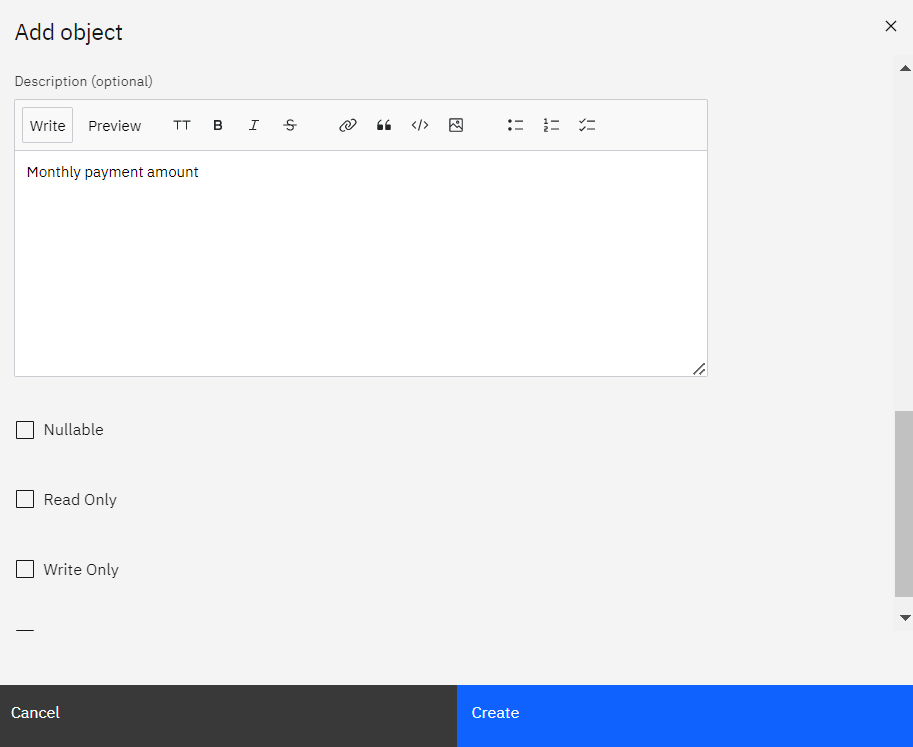 Add object
Description (optional)
Write Preview TT B I S
Monthly payment amount
Nullable
Read Only
Write Only
Cancel Create